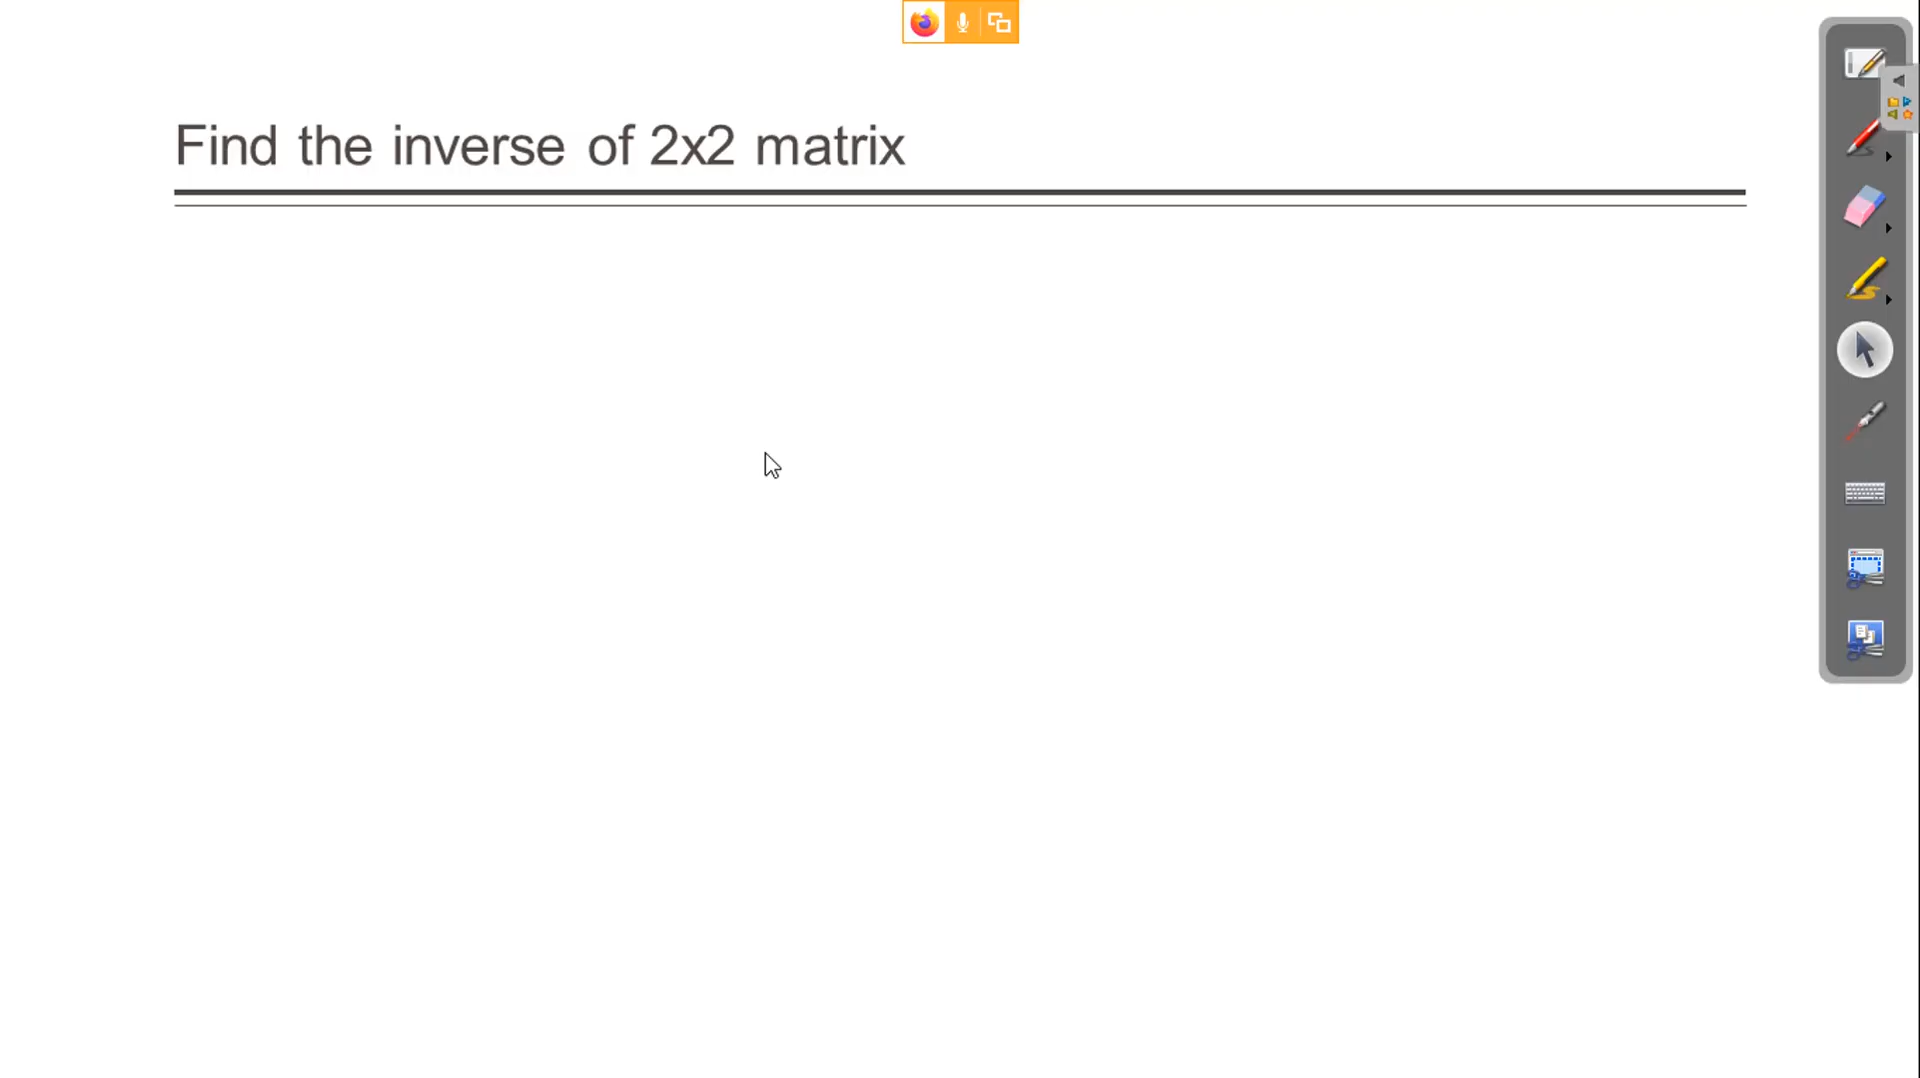 Find the inverse of 2x2 matrix